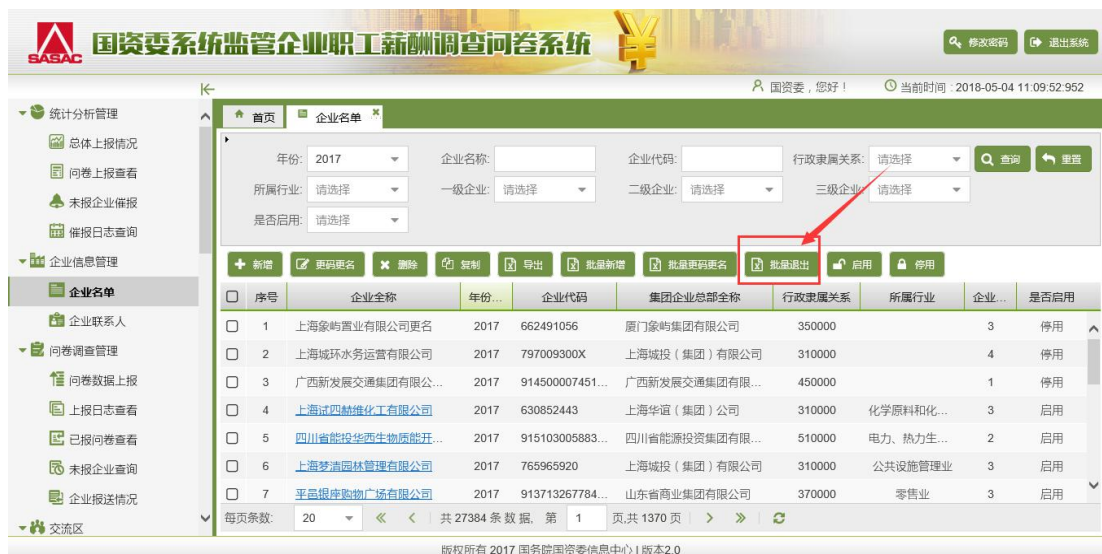 SASAC 国资委系统监管企业职工薪酬调查问卷系统 修改密码 退出系统
国资委，您好！ 当前时间：2018-05-04 11:09:52:952
统计分析管理
总体上报情况
问卷上报查看
未报企业催报
催报日志查询
企业信息管理
企业名单
企业联系人
问卷调查管理
问卷数据上报
上报日志查看
已报问卷查看
未报企业查询
企业报送情况
交流区
首页 企业名单
年份: 2017 企业名称: 企业代码: 行政隶属关系: 请选择 查询 重置
所属行业: 请选择 一级企业: 请选择 二级企业: 请选择 三级企业: 请选择
是否启用: 请选择
新增 更码更名 删除 复制 导出 批量新增 批量更码更名 批量退出 启用 停用
序号 企业全称 年份... 企业代码 集团企业总部全称 行政隶属关系 所属行业 企业... 是否启用
1 上海象屿置业有限公司更名 2017 662491056 厦门象屿集团有限公司 350000 3 停用
2 上海城环水务运营有限公司 2017 797009300X 上海城投（集团）有限公司 310000 4 停用
3 广西新发展交通集团有限公... 2017 914500007451... 广西新发展交通集团有限... 450000 1 停用
4 上海试四赫维化工有限公司 2017 630852443 上海华谊（集团）公司 310000 化学原料和化... 3 启用
5 四川省能投华西生物质能开... 2017 915103005883... 四川省能源投资集团有限... 510000 电力、热力生... 2 启用
6 上海梦清园林管理有限公司 2017 765965920 上海城投（集团）有限公司 310000 公共设施管理业 3 启用
7 平邑银座购物广场有限公司 2017 913713267784... 山东省商业集团有限公司 370000 零售业 3 启用
每页条数: 20 共 27384 条数据, 第 1 页,共 1370 页
版权所有 2017 国务院国资委信息中心 | 版本2.0